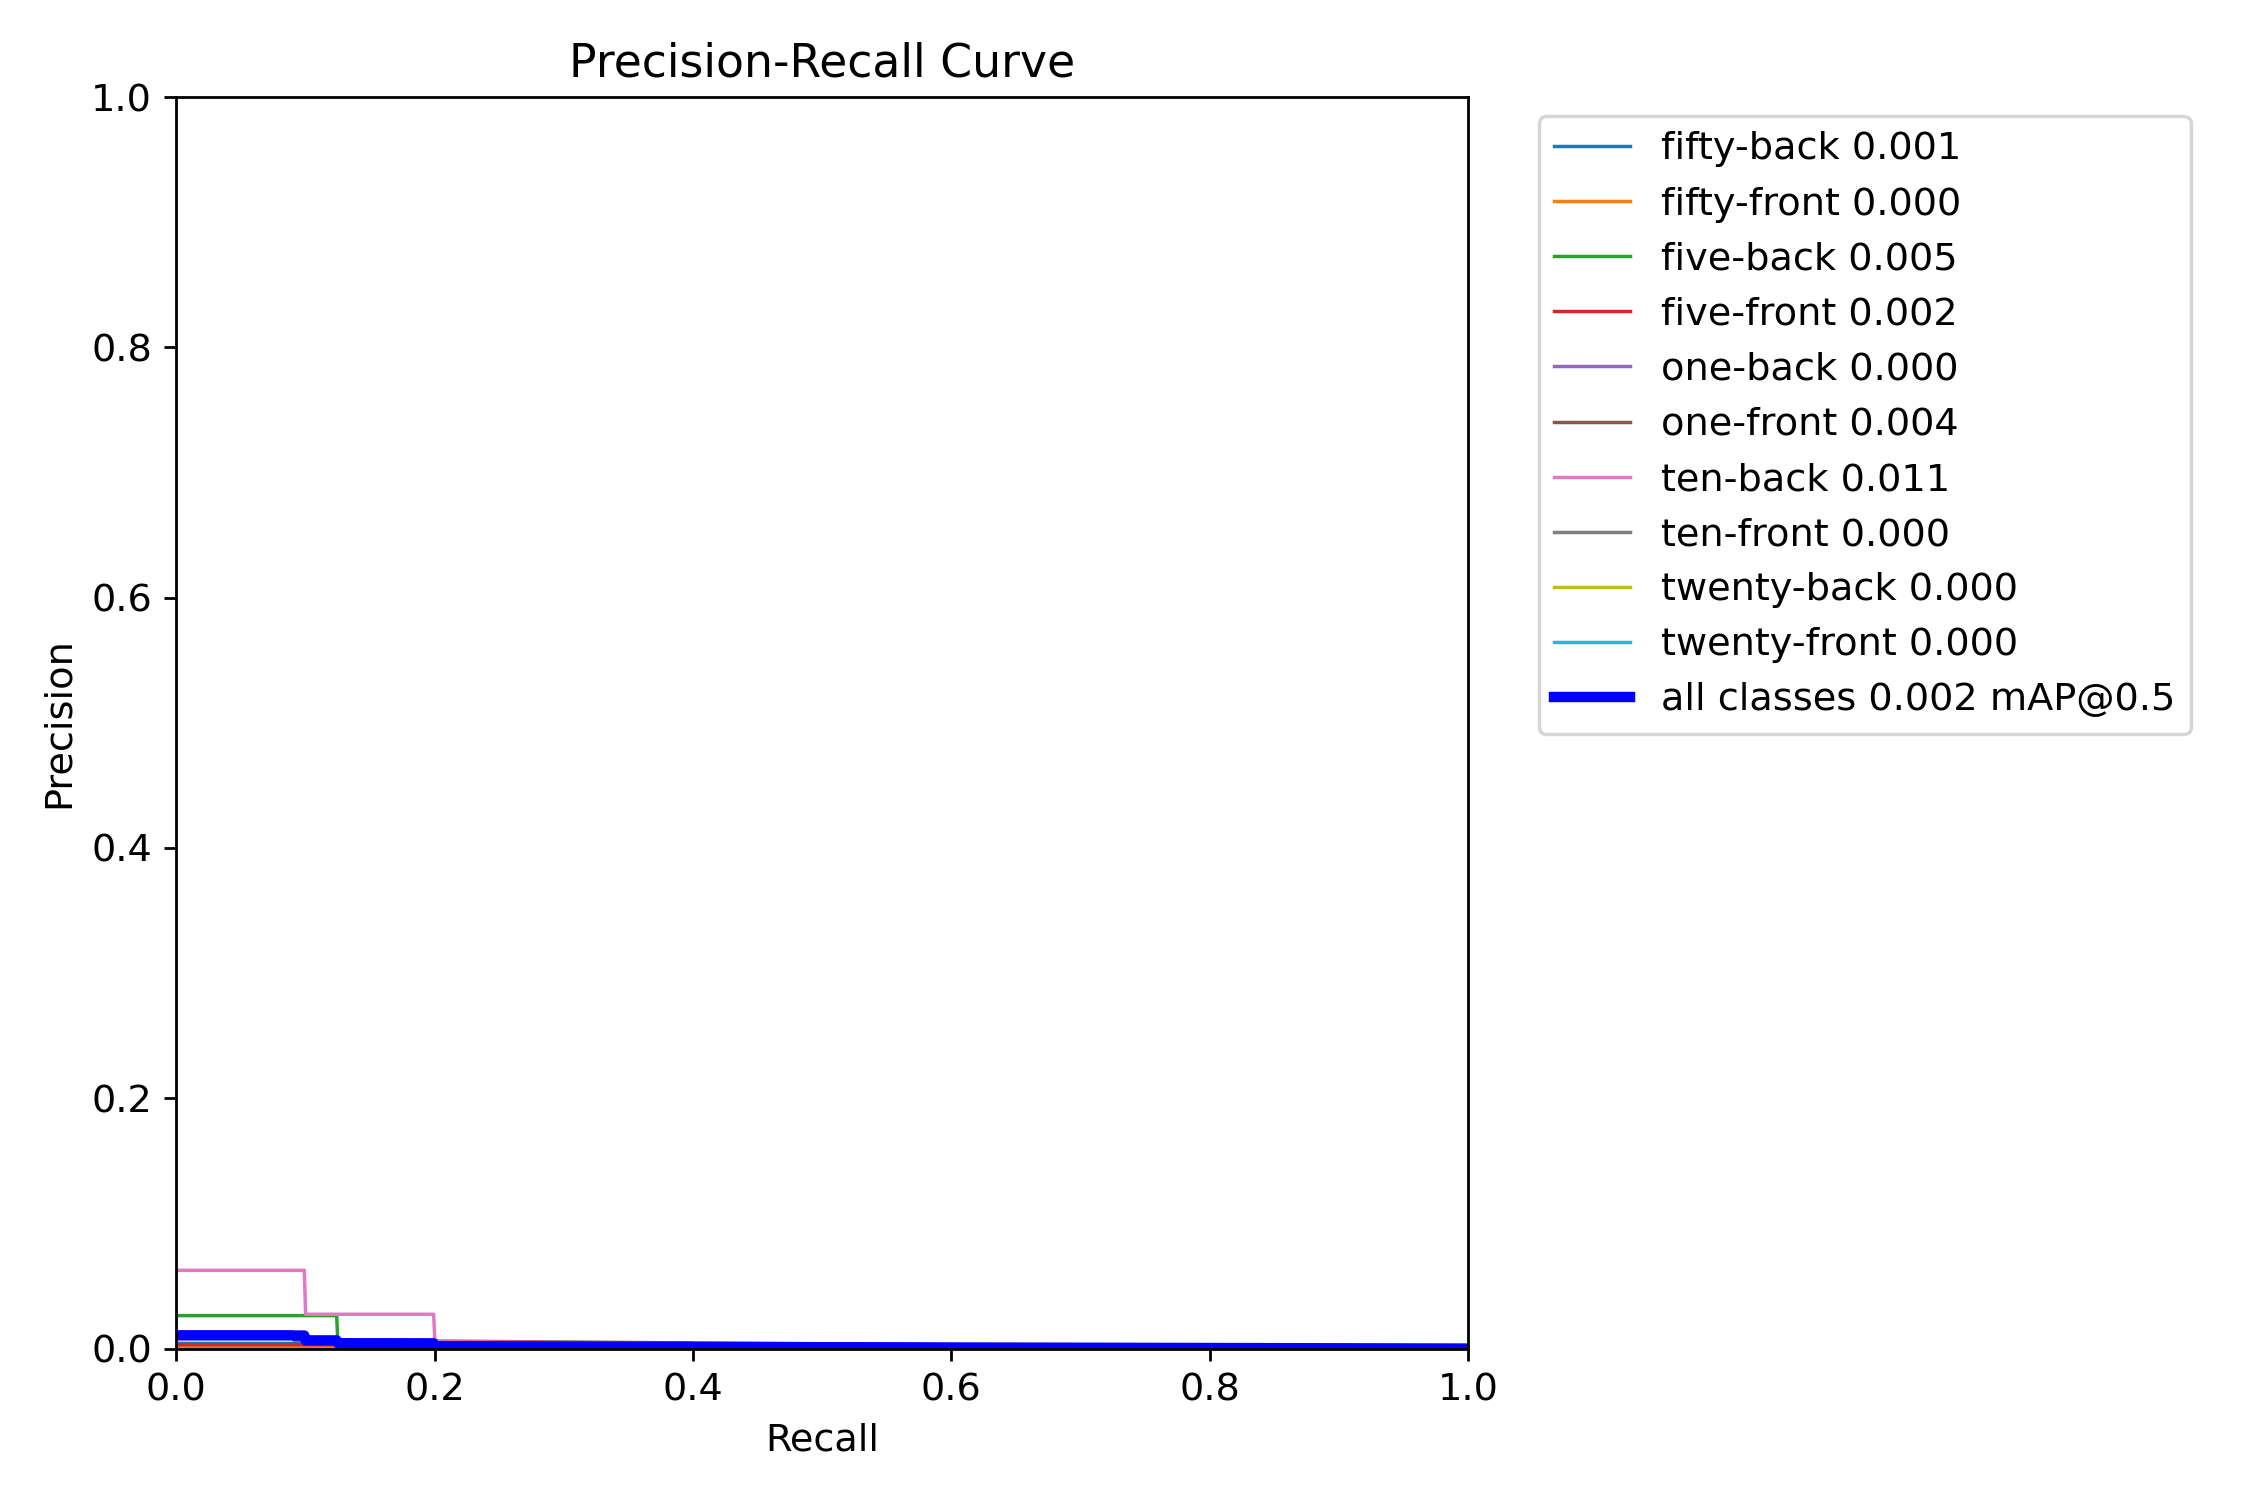 Precision-Recall Curve
1.0
0.8
0.6
0.4
0.2
0.0
Precision
0.0 0.2 0.4 0.6 0.8 1.0
Recall
fifty-back 0.001
fifty-front 0.000
five-back 0.005
five-front 0.002
one-back 0.000
one-front 0.004
ten-back 0.011
ten-front 0.000
twenty-back 0.000
twenty-front 0.000
all classes 0.002 mAP@0.5